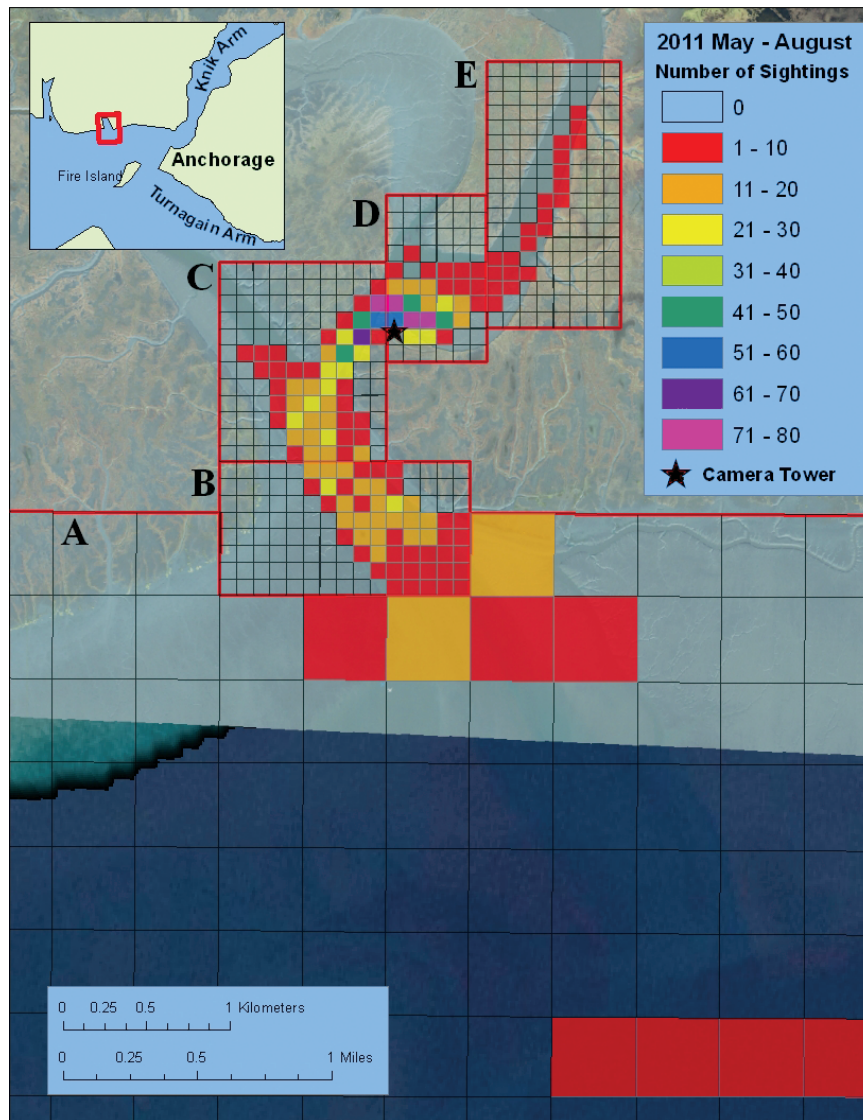 Knik Arm
Anchorage
Fire Island
Turnagain Arm
2011 May - August
Number of Sightings
0
1 - 10
11 - 20
21 - 30
31 - 40
41 - 50
51 - 60
61 - 70
71 - 80
Camera Tower
E
D
C
B
A
0 0.25 0.5 1 Kilometers
0 0.25 0.5 1 Miles